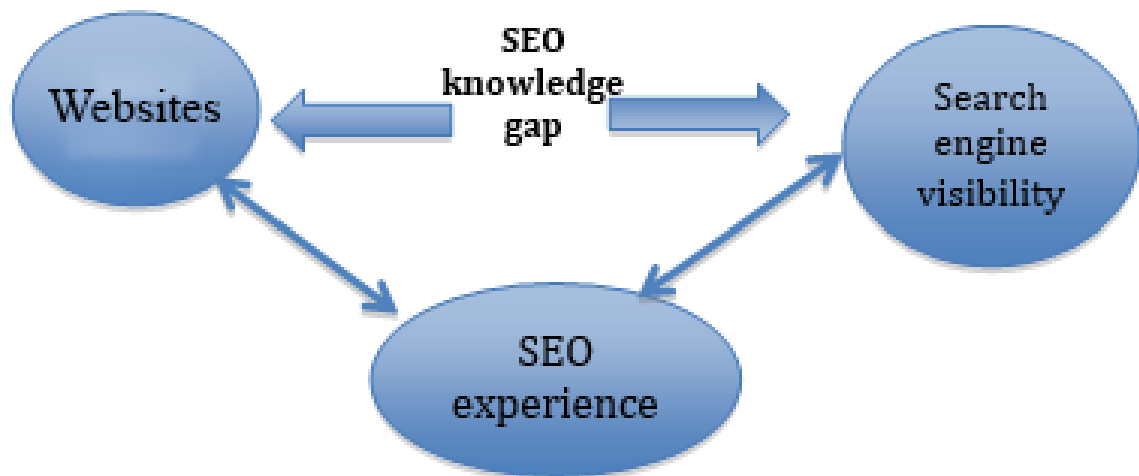 Websites
SEO
knowledge
gap
Search
engine
visibility
SEO
experience